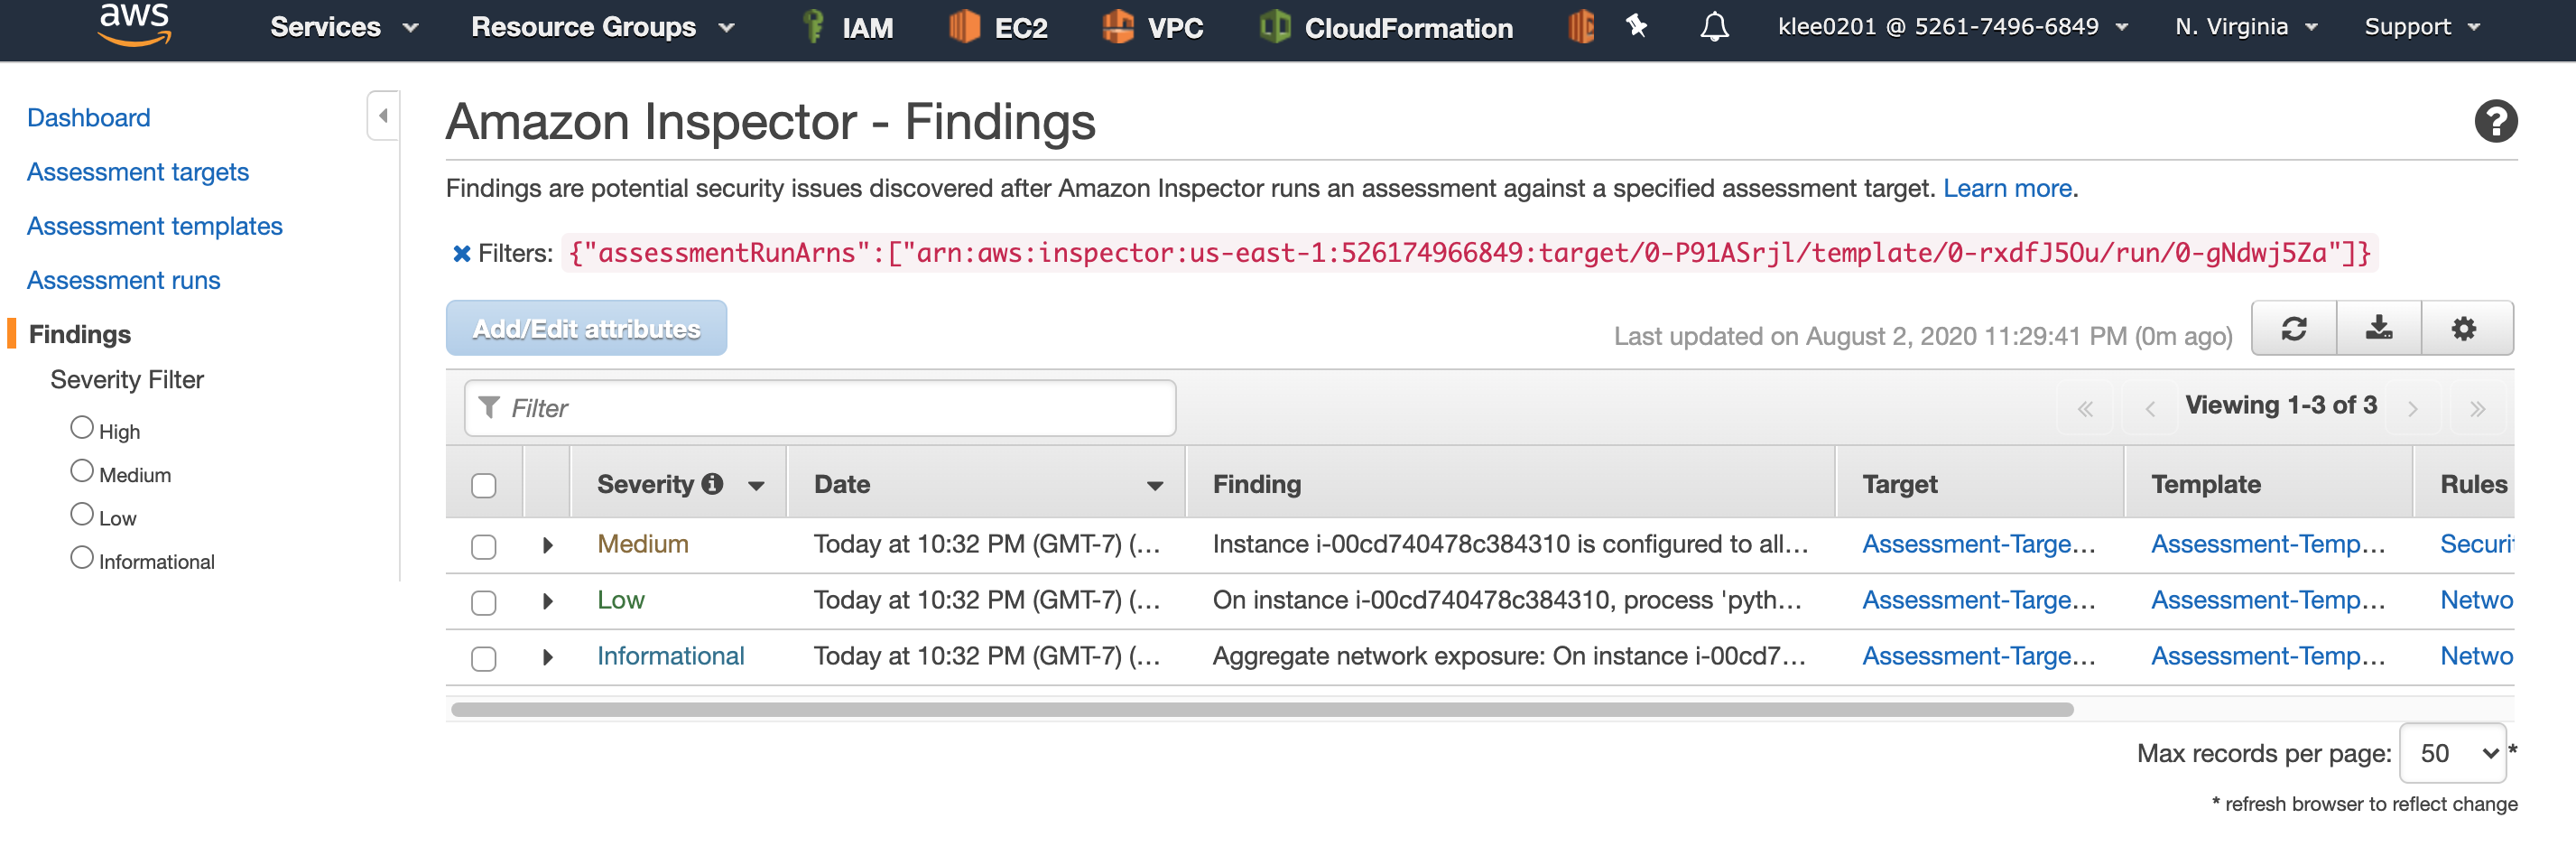 aws Services Resource Groups IAM EC2 VPC CloudFormation klee0201 @ 5261-7496-6849 N. Virginia Support
Dashboard
Assessment targets
Assessment templates
Assessment runs
Findings
Severity Filter
High
Medium
Low
Informational
Amazon Inspector - Findings
Findings are potential security issues discovered after Amazon Inspector runs an assessment against a specified assessment target. Learn more.
Filters: {"assessmentRunArns":["arn:aws:inspector:us-east-1:526174966849:target/0-P91ASrjl/template/0-rxdfJ5Ou/run/0-gNdwj5Za"]}
Add/Edit attributes
Last updated on August 2, 2020 11:29:41 PM (0m ago)
Filter
Viewing 1-3 of 3
Severity Date Finding Target Template Rules
Medium Today at 10:32 PM (GMT-7) (... Instance i-00cd740478c384310 is configured to all... Assessment-Targe... Assessment-Temp... Securit
Low Today at 10:32 PM (GMT-7) (... On instance i-00cd740478c384310, process 'pyth... Assessment-Targe... Assessment-Temp... Netwo
Informational Today at 10:32 PM (GMT-7) (... Aggregate network exposure: On instance i-00cd7... Assessment-Targe... Assessment-Temp... Netwo
Max records per page: 50 *
* refresh browser to reflect change